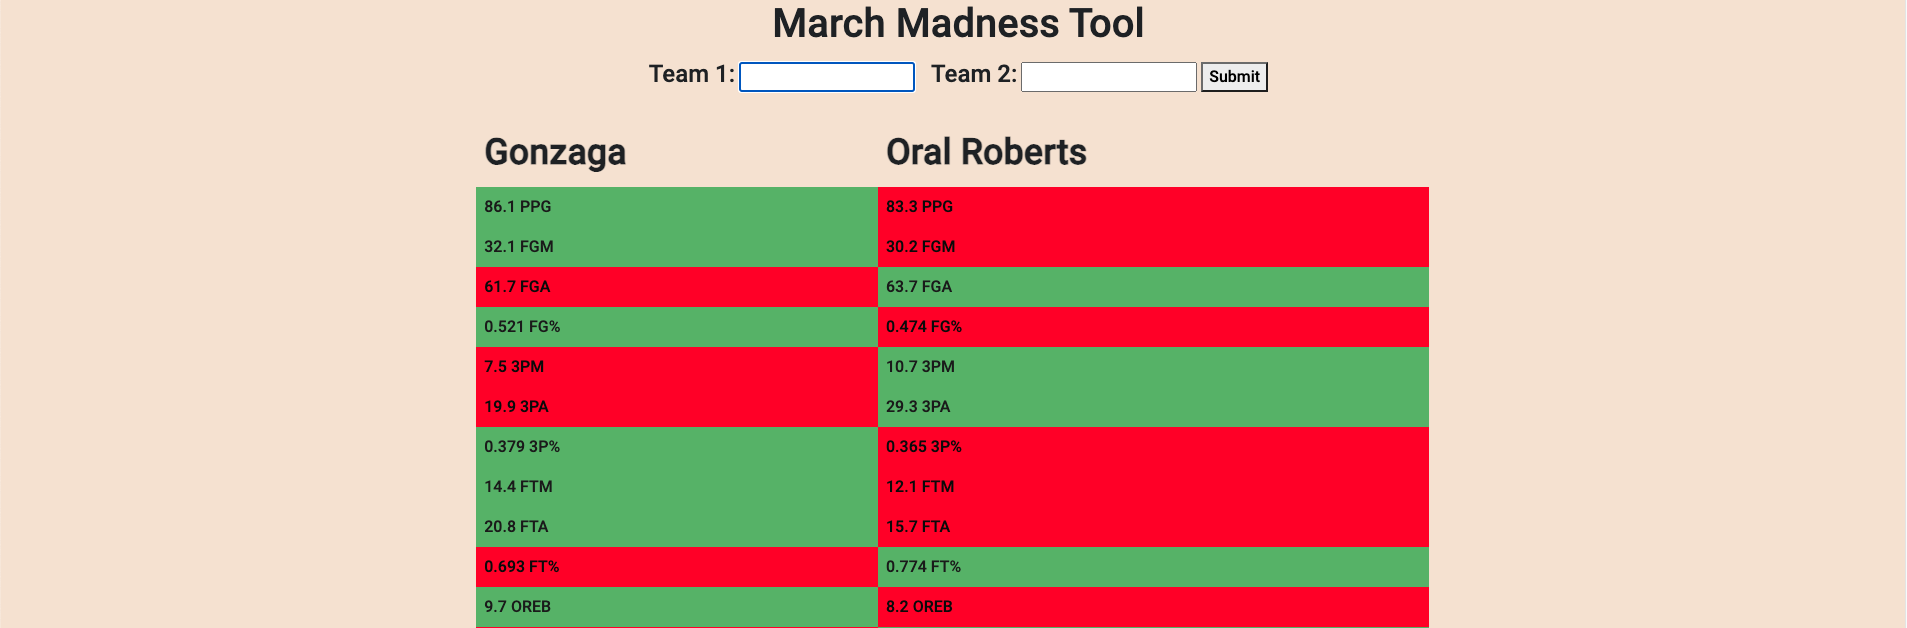 March Madness Tool
Team 1: Team 2: Submit
Gonzaga Oral Roberts
86.1 PPG 83.3 PPG
32.1 FGM 30.2 FGM
61.7 FGA 63.7 FGA
0.521 FG% 0.474 FG%
7.5 3PM 10.7 3PM
19.9 3PA 29.3 3PA
0.379 3P% 0.365 3P%
14.4 FTM 12.1 FTM
20.8 FTA 15.7 FTA
0.693 FT% 0.774 FT%
9.7 OREB 8.2 OREB